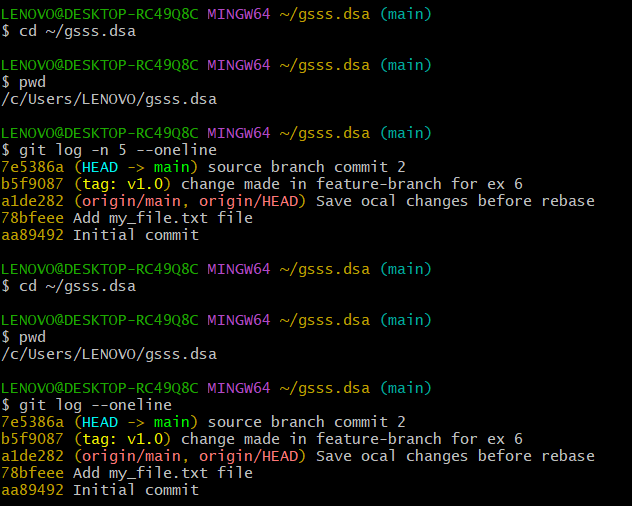 LENOVO@DESKTOP-RC49Q8C MINGW64 ~/gsss.dsa (main)
$ cd ~/gsss.dsa
LENOVO@DESKTOP-RC49Q8C MINGW64 ~/gsss.dsa (main)
$ pwd
/c/Users/LENOVO/gsss.dsa
LENOVO@DESKTOP-RC49Q8C MINGW64 ~/gsss.dsa (main)
$ git log -n 5 --oneline
7e5386a (HEAD -> main) source branch commit 2
b5f9087 (tag: v1.0) change made in feature-branch for ex 6
a1de282 (origin/main, origin/HEAD) Save ocal changes before rebase
78bfeee Add my_file.txt file
aa89492 Initial commit
LENOVO@DESKTOP-RC49Q8C MINGW64 ~/gsss.dsa (main)
$ cd ~/gsss.dsa
LENOVO@DESKTOP-RC49Q8C MINGW64 ~/gsss.dsa (main)
$ pwd
/c/Users/LENOVO/gsss.dsa
LENOVO@DESKTOP-RC49Q8C MINGW64 ~/gsss.dsa (main)
$ git log --oneline
7e5386a (HEAD -> main) source branch commit 2
b5f9087 (tag: v1.0) change made in feature-branch for ex 6
a1de282 (origin/main, origin/HEAD) Save ocal changes before rebase
78bfeee Add my_file.txt file
aa89492 Initial commit